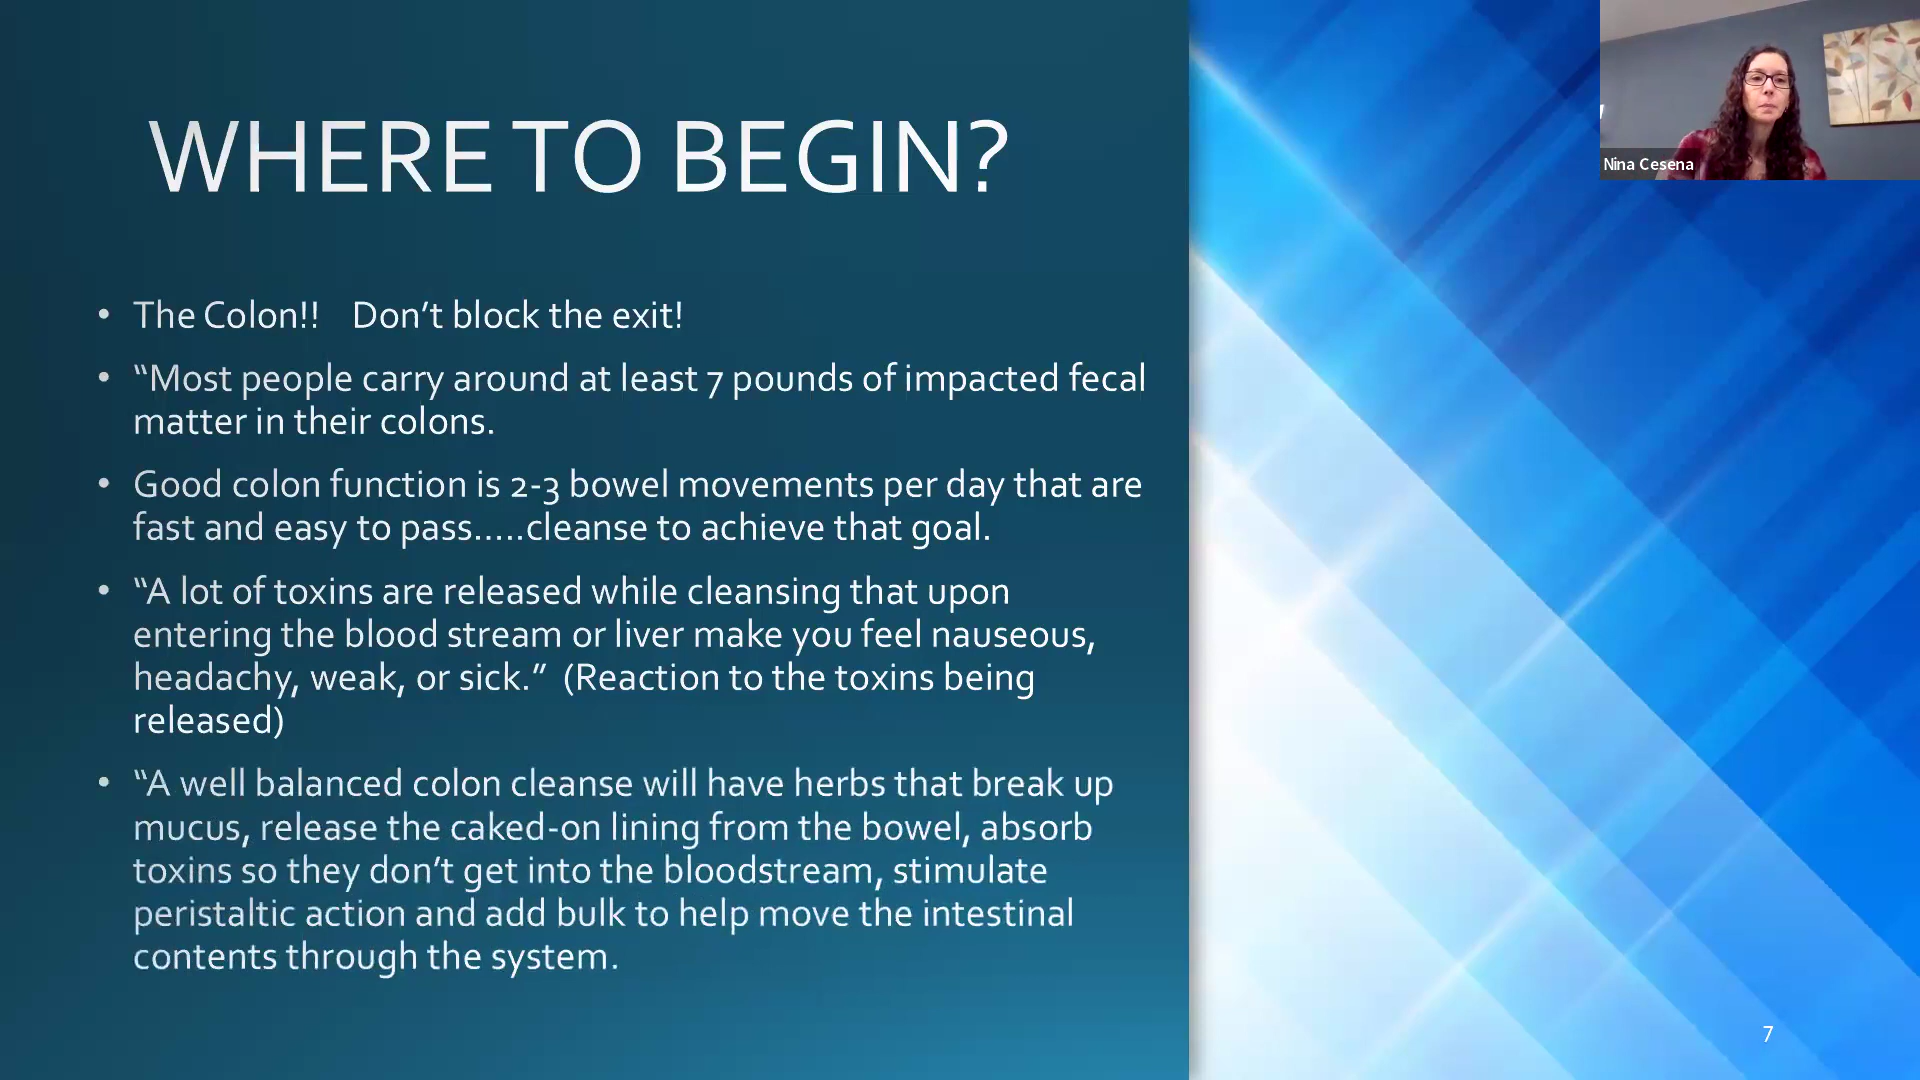 WHERE TO BEGIN?
Nina Cesena
• The Colon!! Don’t block the exit!
• “Most people carry around at least 7 pounds of impacted fecal
matter in their colons.
• Good colon function is 2-3 bowel movements per day that are
fast and easy to pass.....cleanse to achieve that goal.
• “A lot of toxins are released while cleansing that upon
entering the blood stream or liver make you feel nauseous,
headachy, weak, or sick.” (Reaction to the toxins being
released)
• “A well balanced colon cleanse will have herbs that break up
mucus, release the caked-on lining from the bowel, absorb
toxins so they don’t get into the bloodstream, stimulate
peristaltic action and add bulk to help move the intestinal
contents through the system.
7